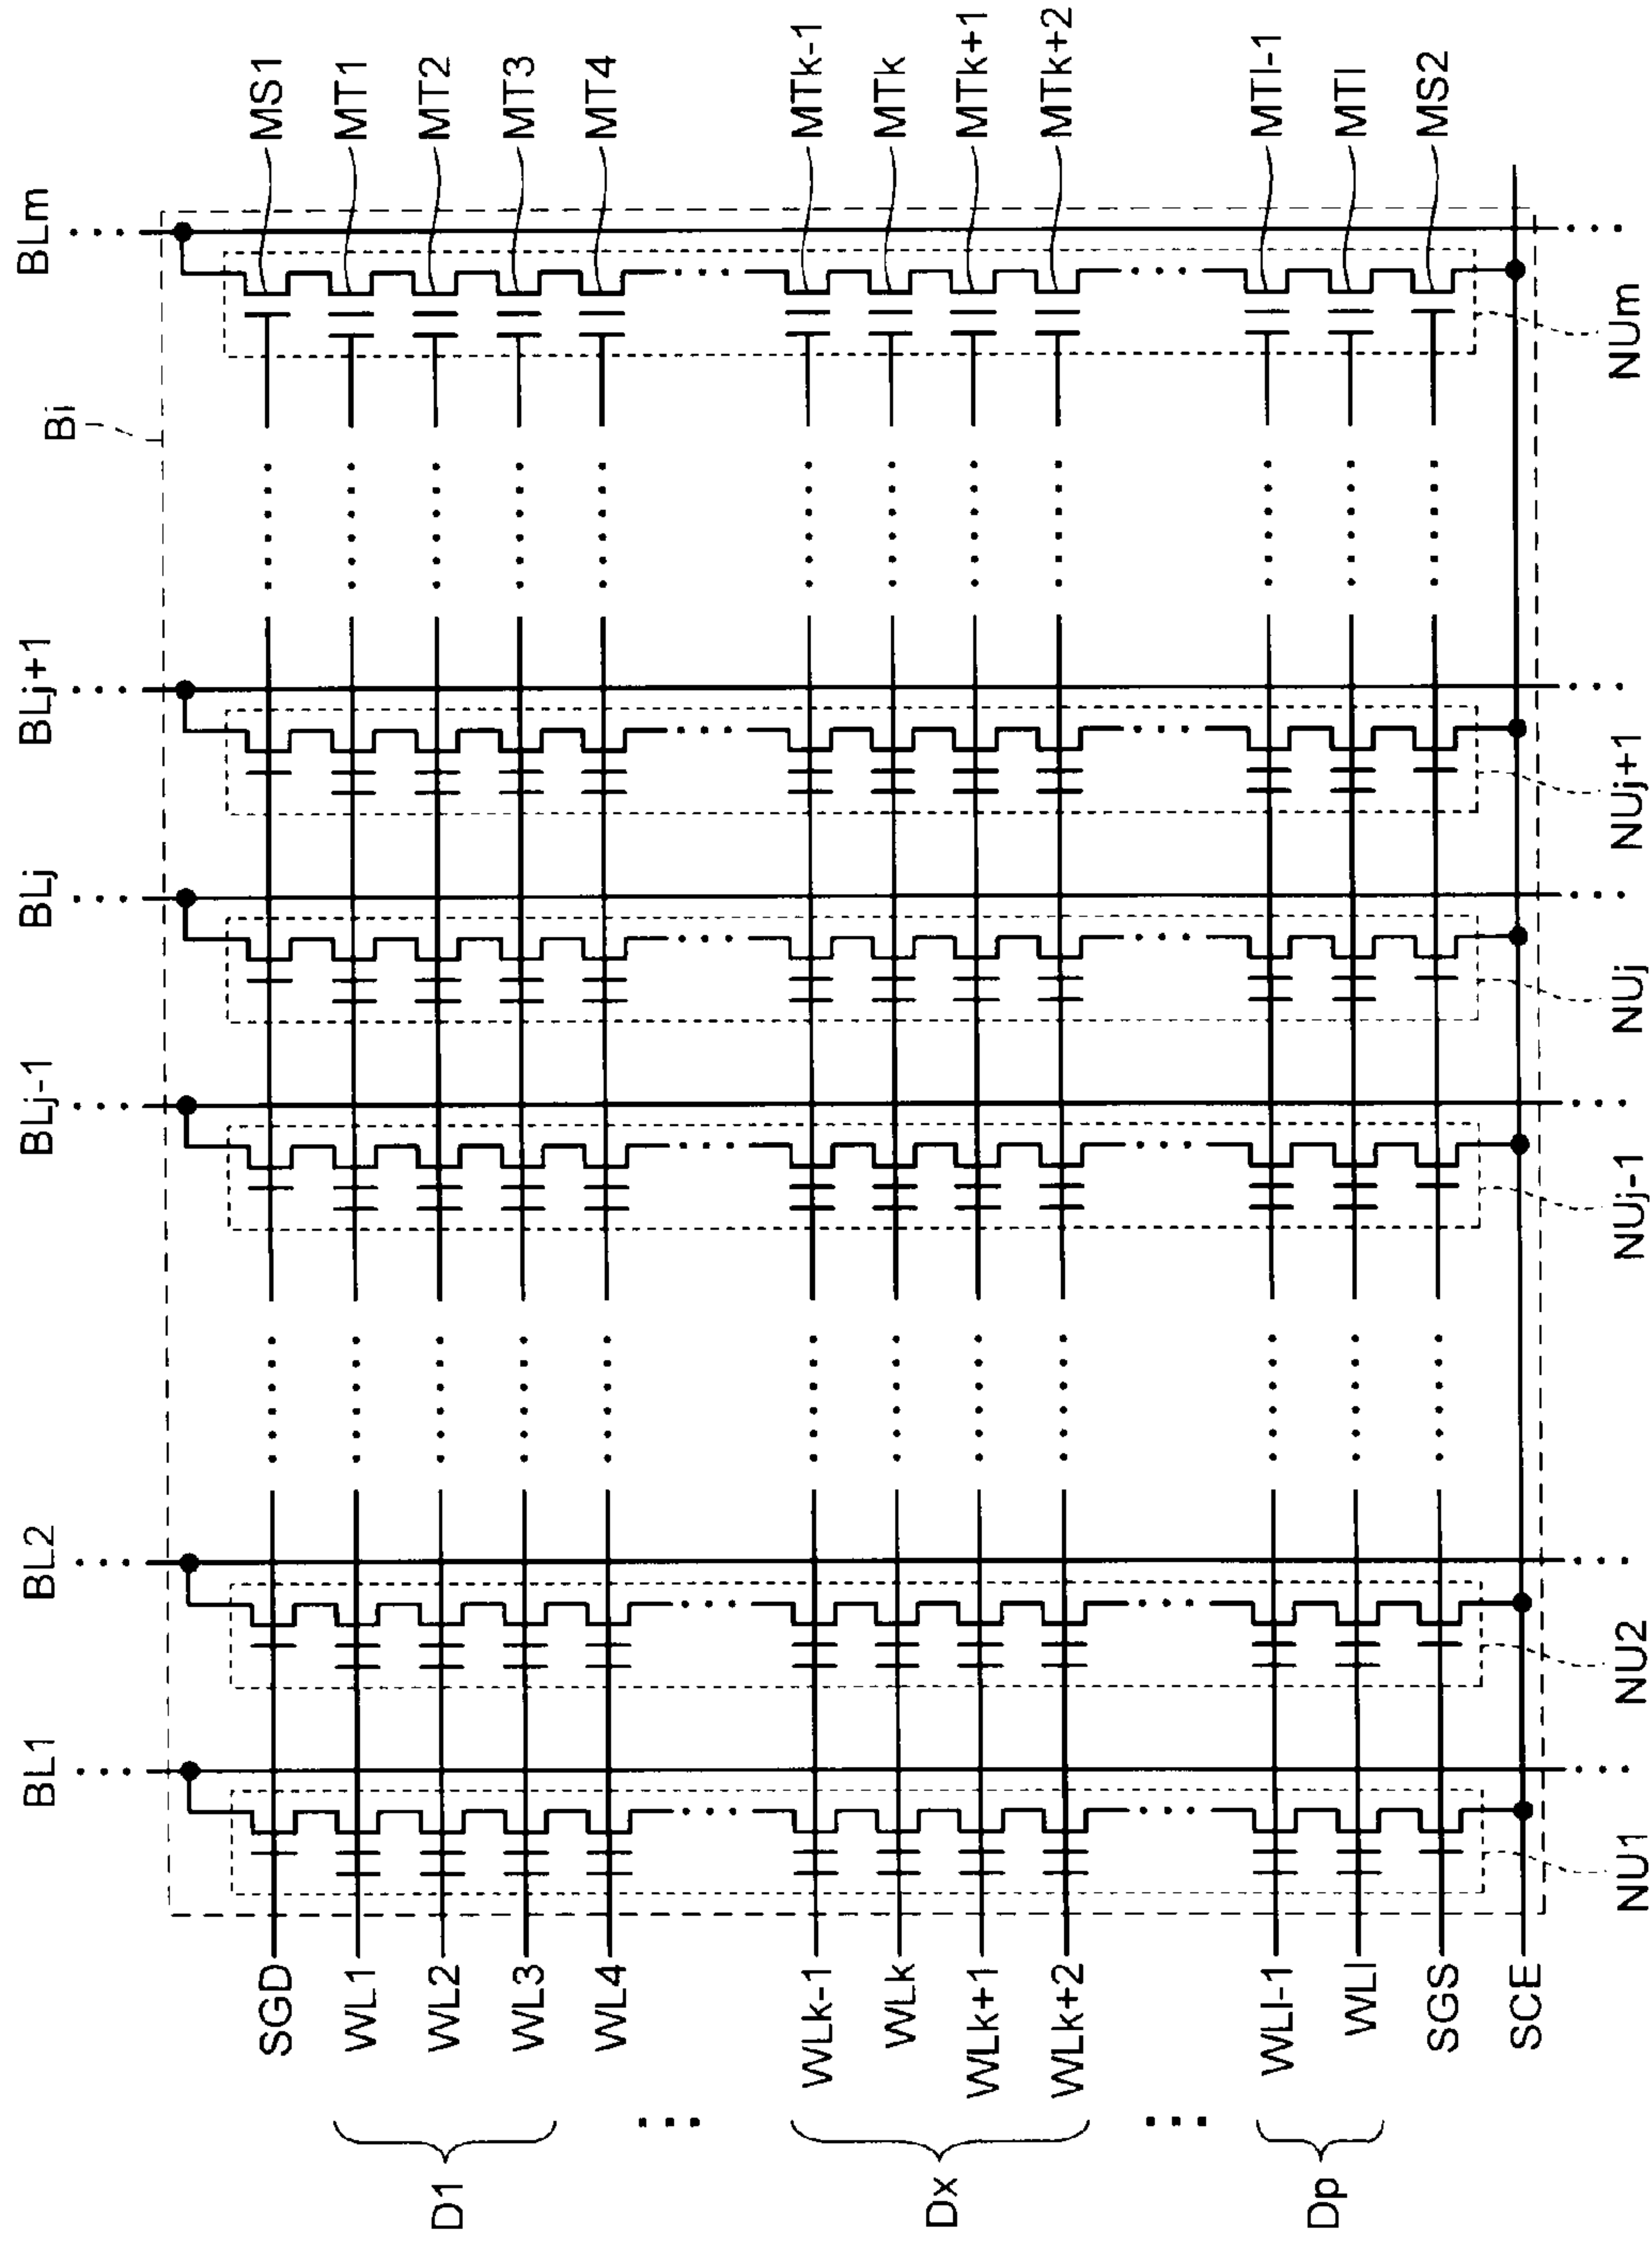 BL1
BL2
BLj-1
BLj
BLj+1
BLm
Bi
SGD
WL1
WL2
WL3
WL4
WLk-1
WLk
WLk+1
WLk+2
WLl-1
WLl
SGS
SCE
D1
Dx
Dp
MS1
MT1
MT2
MT3
MT4
MTk-1
MTk
MTk+1
MTk+2
MTl-1
MTl
MS2
NU1
NU2
NUj-1
NUj
NUj+1
NUm